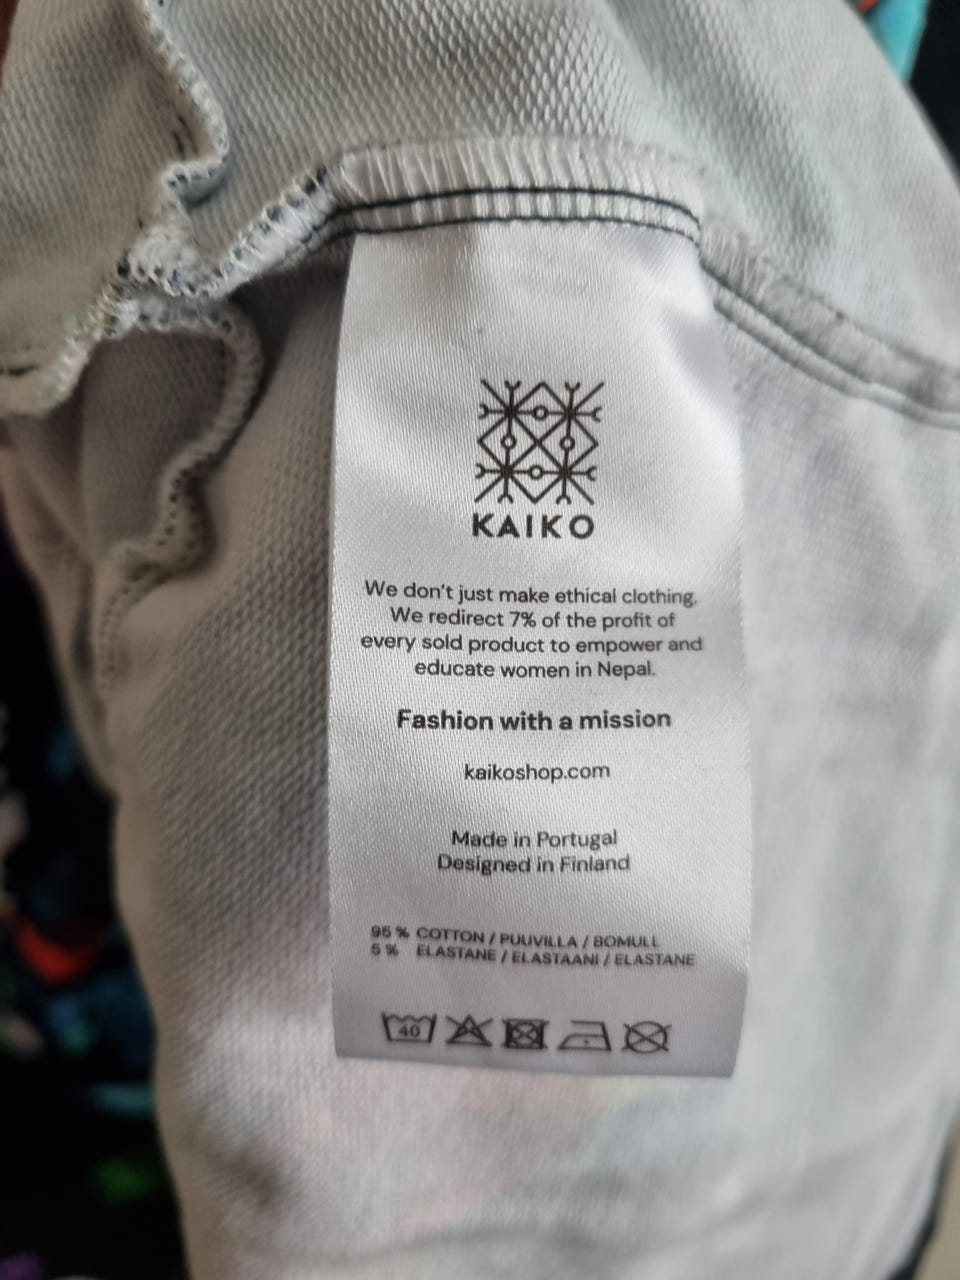 KAIKO
We don't just make ethical clothing.
We redirect 7% of the profit of
every sold product to empower and
educate women in Nepal.
Fashion with a mission
kaikoshop.com
Made in Portugal
Designed in Finland
95 % COTTON / PUUVILLA / BOMULL
5 % ELASTANE / ELASTAANI / ELASTANE
40